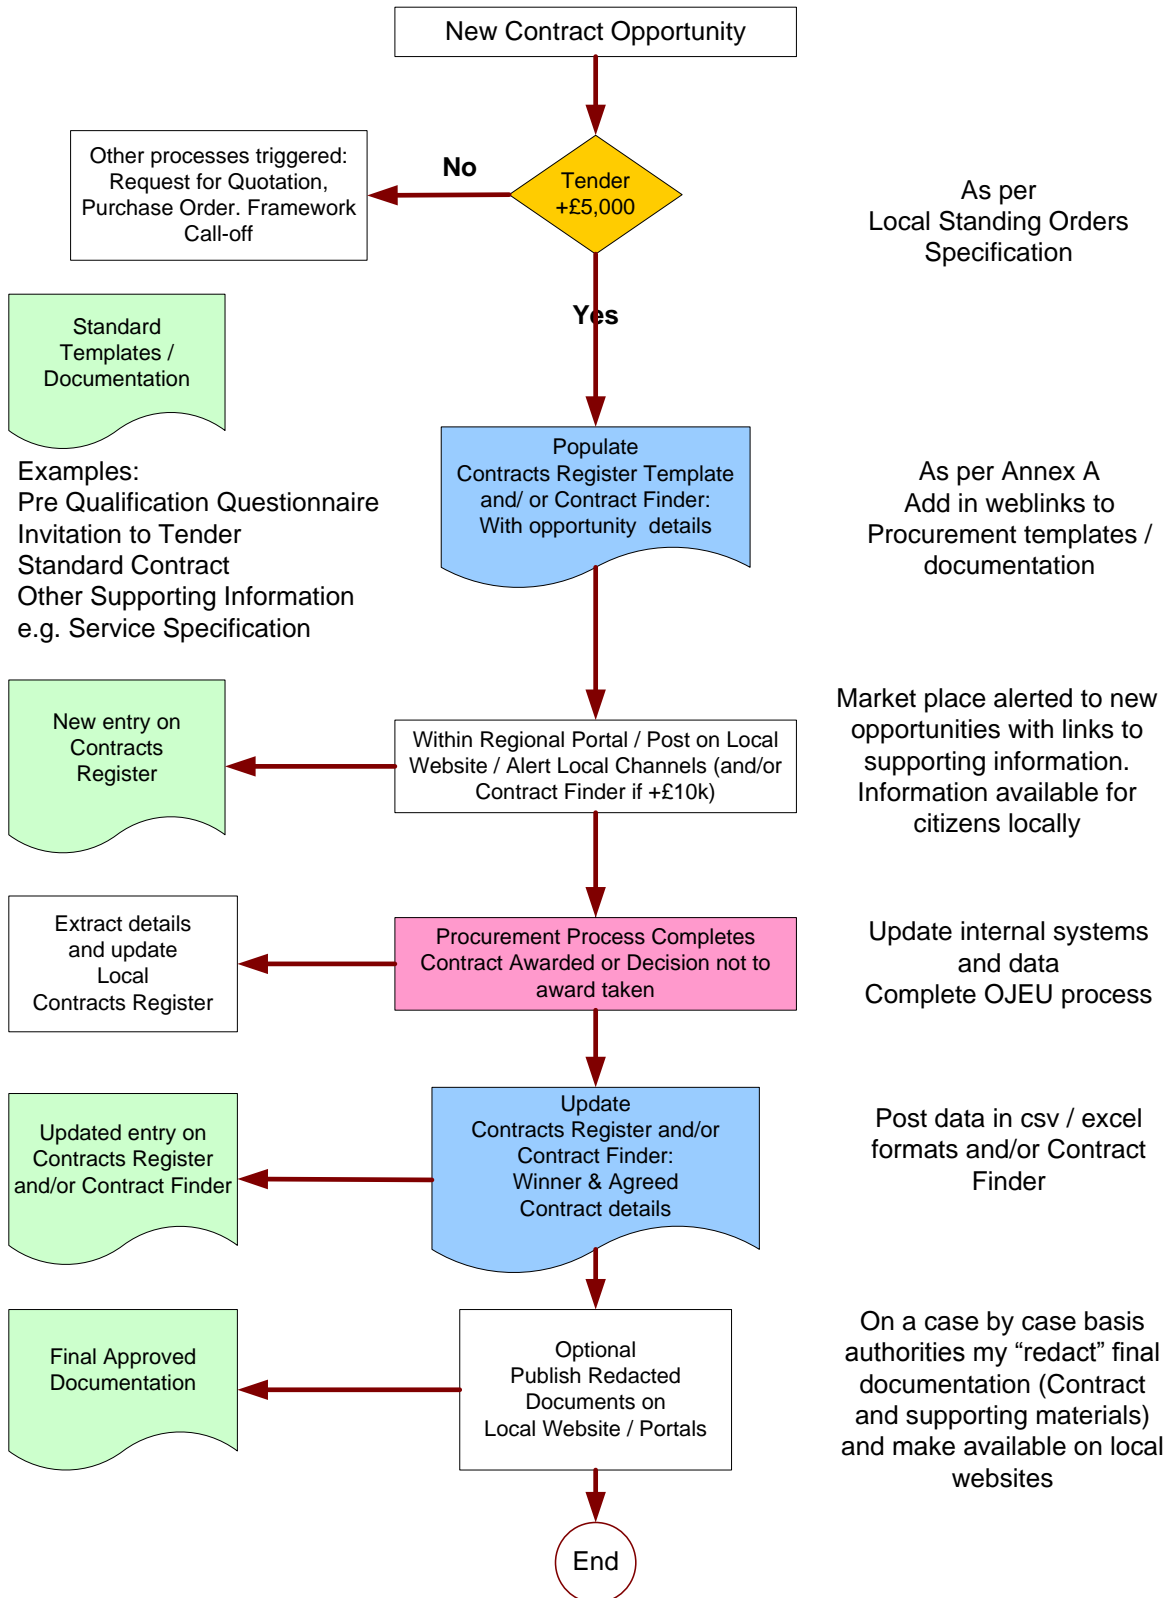 New Contract Opportunity
Other processes triggered:
Request for Quotation,
Purchase Order. Framework
Call-off
No
Tender
+£5,000
As per
Local Standing Orders
Specification
Yes
Standard
Templates /
Documentation
Examples:
Pre Qualification Questionnaire
Invitation to Tender
Standard Contract
Other Supporting Information
e.g. Service Specification
Populate
Contracts Register Template
and/ or Contract Finder:
With opportunity details
As per Annex A
Add in weblinks to
Procurement templates /
documentation
New entry on
Contracts
Register
Within Regional Portal / Post on Local
Website / Alert Local Channels (and/or
Contract Finder if +£10k)
Market place alerted to new
opportunities with links to
supporting information.
Information available for
citizens locally
Extract details
and update
Local
Contracts Register
Procurement Process Completes
Contract Awarded or Decision not to
award taken
Update internal systems
and data
Complete OJEU process
Updated entry on
Contracts Register
and/or Contract Finder
Update
Contracts Register and/or
Contract Finder:
Winner & Agreed
Contract details
Post data in csv / excel
formats and/or Contract
Finder
Final Approved
Documentation
Optional
Publish Redacted
Documents on
Local Website / Portals
On a case by case basis
authorities my “redact” final
documentation (Contract
and supporting materials)
and make available on local
websites
End